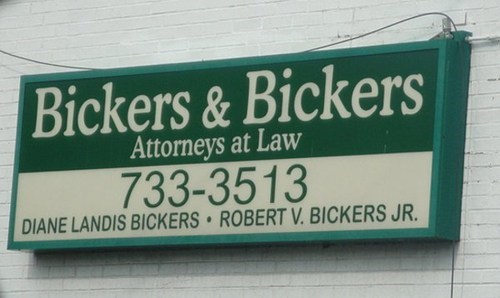 Bickers & Bickers
Attorneys at Law
733-3513
DIANE LANDIS BICKERS • ROBERT V. BICKERS JR.